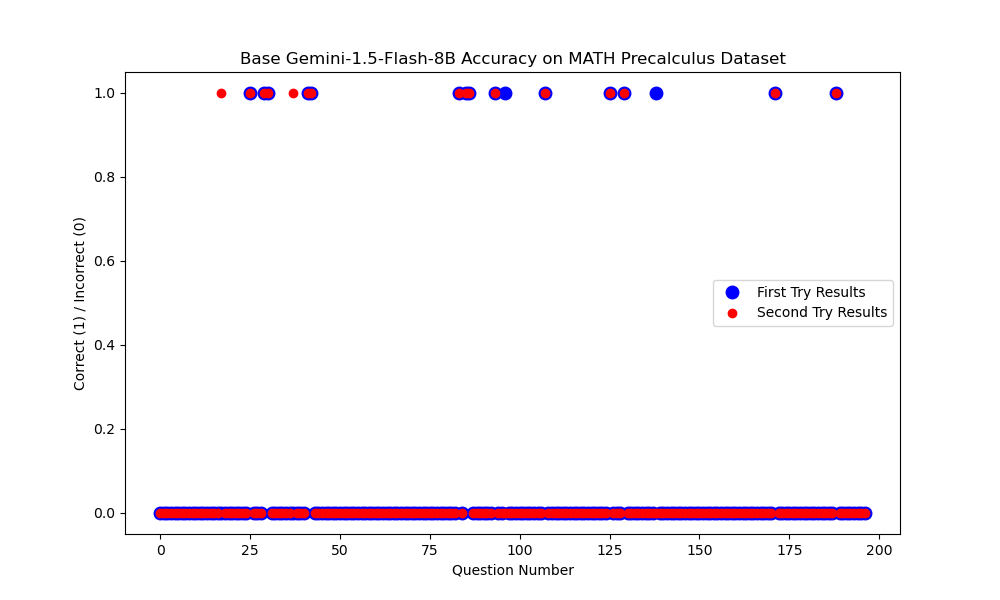 Base Gemini-1.5-Flash-8B Accuracy on MATH Precalculus Dataset
1.0
0.8
0.6
0.4
0.2
0.0
Correct (1) / Incorrect (0)
First Try Results
Second Try Results
0 25 50 75 100 125 150 175 200
Question Number